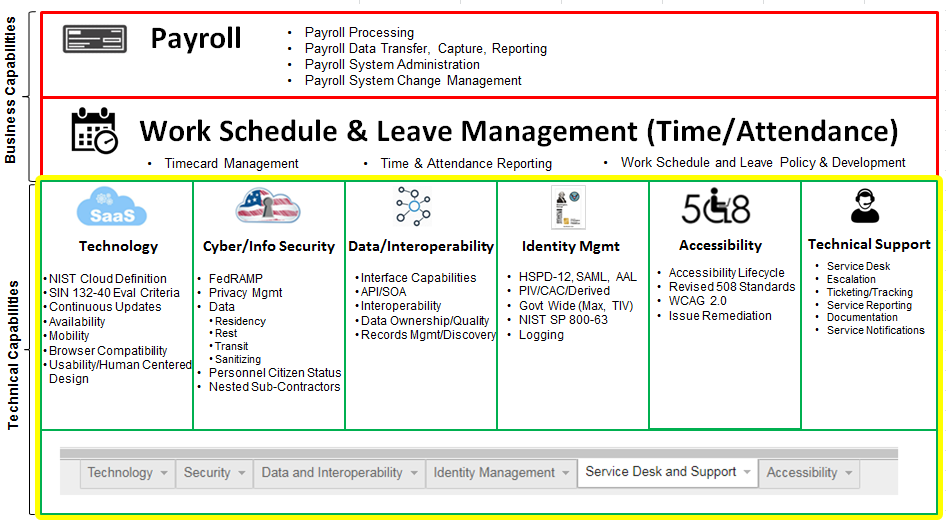 Business Capabilities
Payroll
• Payroll Processing
• Payroll Data Transfer, Capture, Reporting
• Payroll System Administration
• Payroll System Change Management
Work Schedule & Leave Management (Time/Attendance)
• Timecard Management • Time & Attendance Reporting • Work Schedule and Leave Policy & Development
Technical Capabilities
SaaS
Technology
• NIST Cloud Definition
• SIN 132-40 Eval Criteria
• Continuous Updates
• Availability
• Mobility
• Browser Compatibility
• Usability/Human Centered
Design
Cyber/Info Security
• FedRAMP
• Privacy Mgmt
• Data
• Residency
• Rest
• Transit
• Sanitizing
• Personnel Citizen Status
• Nested Sub-Contractors
Data/Interoperability
• Interface Capabilities
• API/SOA
• Interoperability
• Data Ownership/Quality
• Records Mgmt/Discovery
Identity Mgmt
• HSPD-12, SAML, AAL
• PIV/CAC/Derived
• Govt Wide (Max, TIV)
• NIST SP 800-63
• Logging
508
Accessibility
• Accessibility Lifecycle
• Revised 508 Standards
• WCAG 2.0
• Issue Remediation
Technical Support
• Service Desk
• Escalation
• Ticketing/Tracking
• Service Reporting
• Documentation
• Service Notifications
Technology Security Data and Interoperability Identity Management Service Desk and Support Accessibility